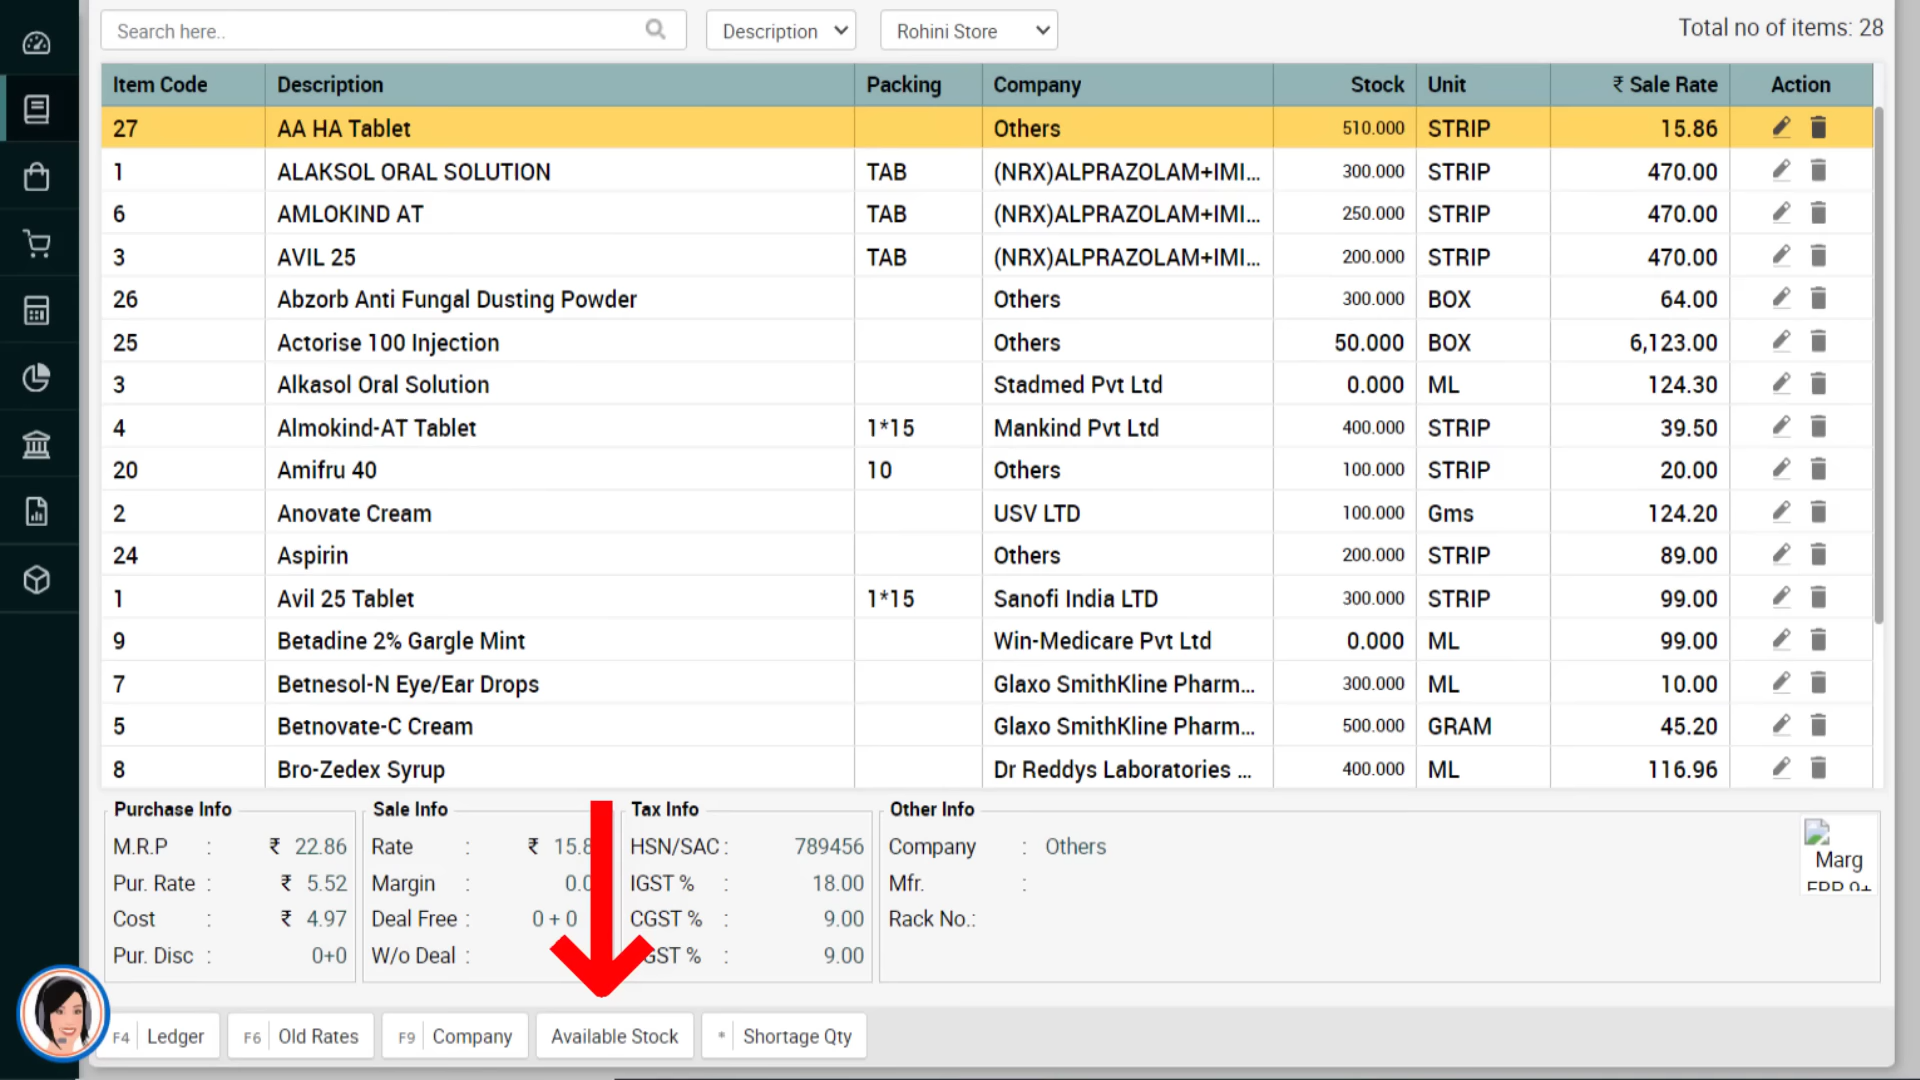 Search here..
Description
Rohini Store
Total no of items: 28
Item Code Description Packing Company Stock Unit ₹ Sale Rate Action
27 AA HA Tablet Others 510.000 STRIP 15.86
1 ALAKSOL ORAL SOLUTION TAB (NRX)ALPRAZOLAM+IMI... 300.000 STRIP 470.00
6 AMLOKIND AT TAB (NRX)ALPRAZOLAM+IMI... 250.000 STRIP 470.00
3 AVIL 25 TAB (NRX)ALPRAZOLAM+IMI... 200.000 STRIP 470.00
26 Abzorb Anti Fungal Dusting Powder Others 300.000 BOX 64.00
25 Actorise 100 Injection Others 50.000 BOX 6,123.00
3 Alkasol Oral Solution Stadmed Pvt Ltd 0.000 ML 124.30
4 Almokind-AT Tablet 1*15 Mankind Pvt Ltd 400.000 STRIP 39.50
20 Amifru 40 10 Others 100.000 STRIP 20.00
2 Anovate Cream USV LTD 100.000 Gms 124.20
24 Aspirin Others 200.000 STRIP 89.00
1 Avil 25 Tablet 1*15 Sanofi India LTD 300.000 STRIP 99.00
9 Betadine 2% Gargle Mint Win-Medicare Pvt Ltd 0.000 ML 99.00
7 Betnesol-N Eye/Ear Drops Glaxo SmithKline Pharm... 300.000 ML 10.00
5 Betnovate-C Cream Glaxo SmithKline Pharm... 500.000 GRAM 45.20
8 Bro-Zedex Syrup Dr Reddys Laboratories ... 400.000 ML 116.96
Purchase Info
M.R.P : ₹ 22.86
Pur. Rate : ₹ 5.52
Cost : ₹ 4.97
Pur. Disc : 0+0
Sale Info
Rate : ₹ 15.8
Margin : 0.0
Deal Free : 0 + 0
W/o Deal :
Tax Info
HSN/SAC : 789456
IGST % : 18.00
CGST % : 9.00
GST % : 9.00
Other Info
Company : Others
Mfr. :
Rack No.:
Marg
ERP 9+
F4 Ledger
F6 Old Rates
F9 Company
Available Stock
* Shortage Qty